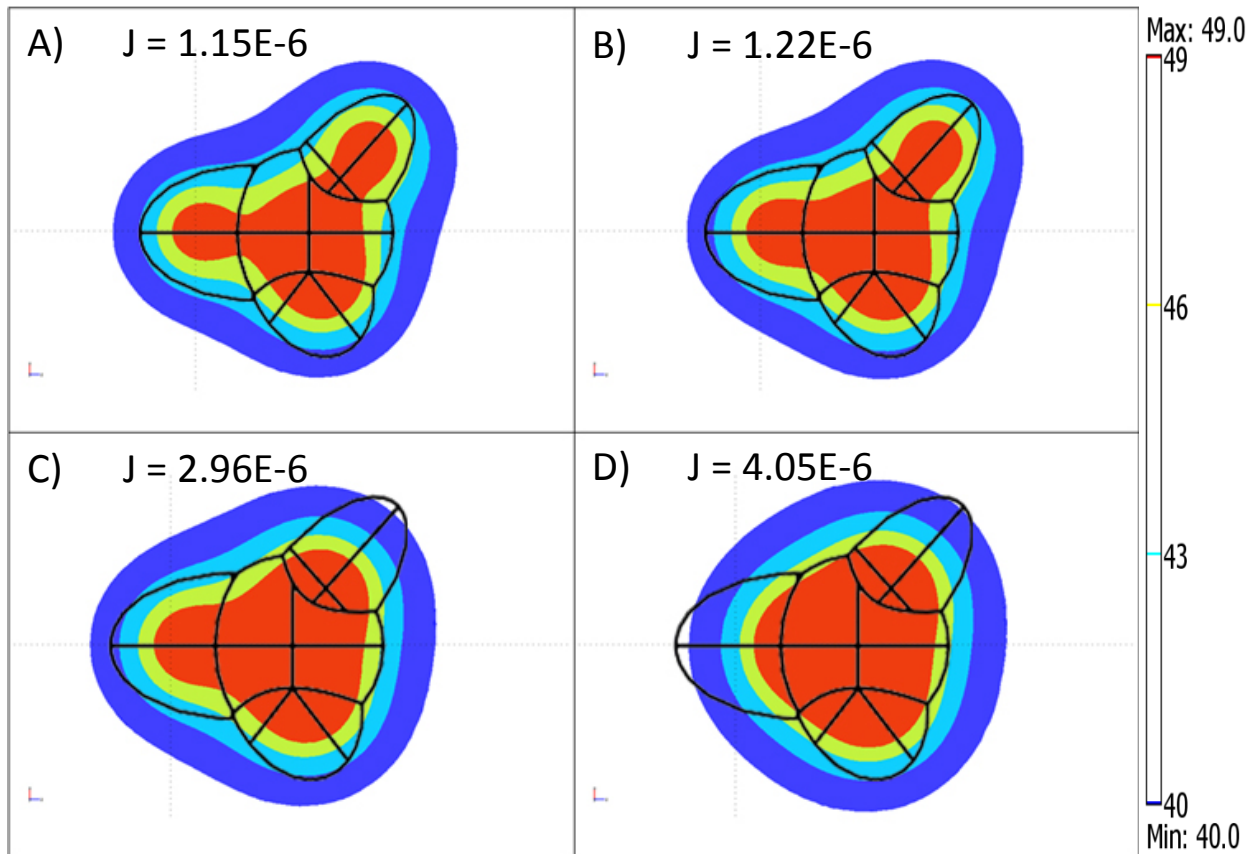 A) J = 1.15E-6
B) J = 1.22E-6
Max: 49.0
49
46
C) J = 2.96E-6
D) J = 4.05E-6
43
40
Min: 40.0